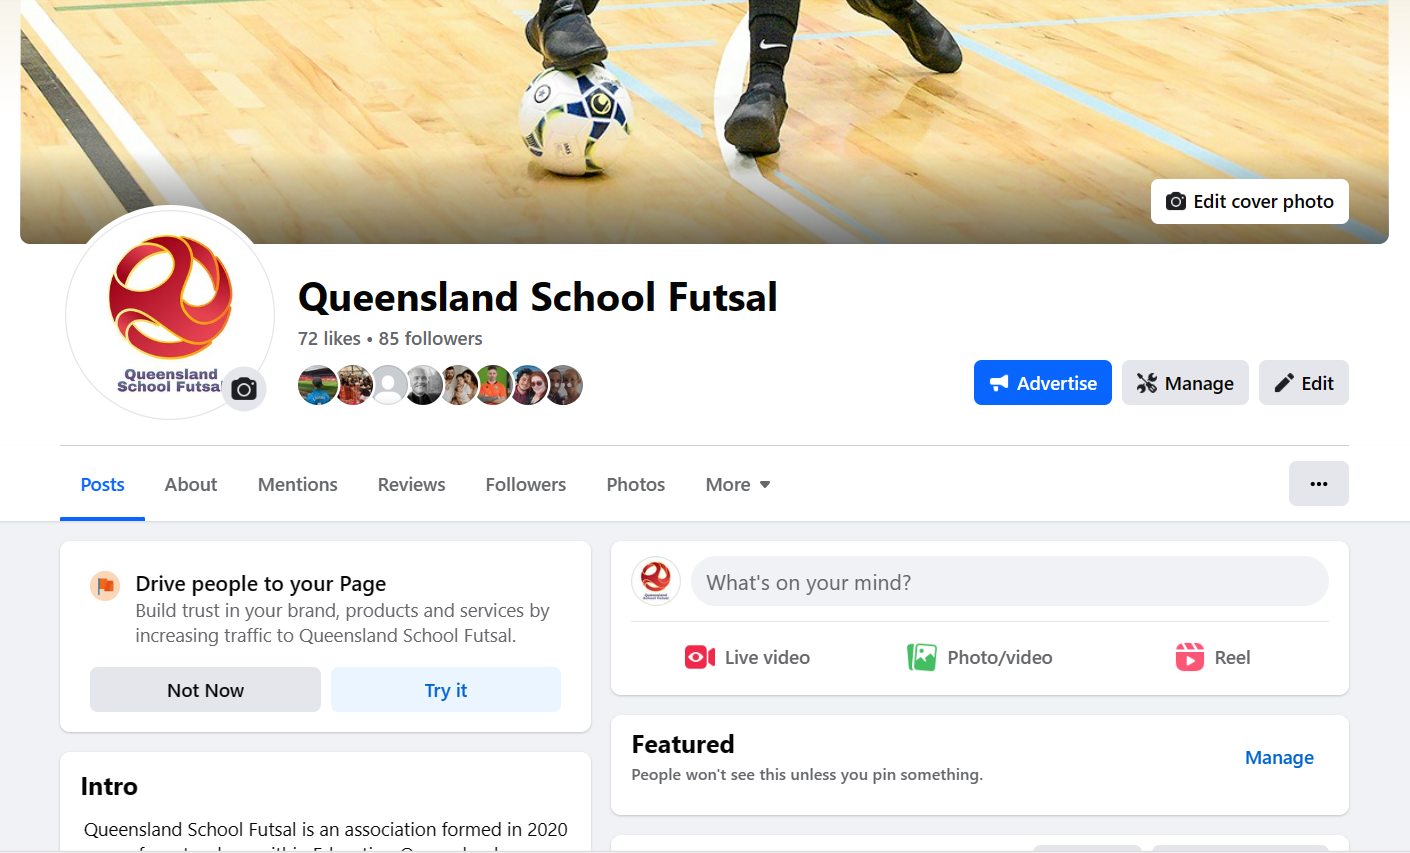 Edit cover photo
Queensland
School Futsal
Queensland School Futsal
72 likes • 85 followers
Advertise
Manage
Edit
Posts
About
Mentions
Reviews
Followers
Photos
More
Drive people to your Page
Build trust in your brand, products and services by
increasing traffic to Queensland School Futsal.
Not Now
Try it
Intro
Queensland School Futsal is an association formed in 2020
What's on your mind?
Live video
Photo/video
Reel
Featured
People won't see this unless you pin something.
Manage